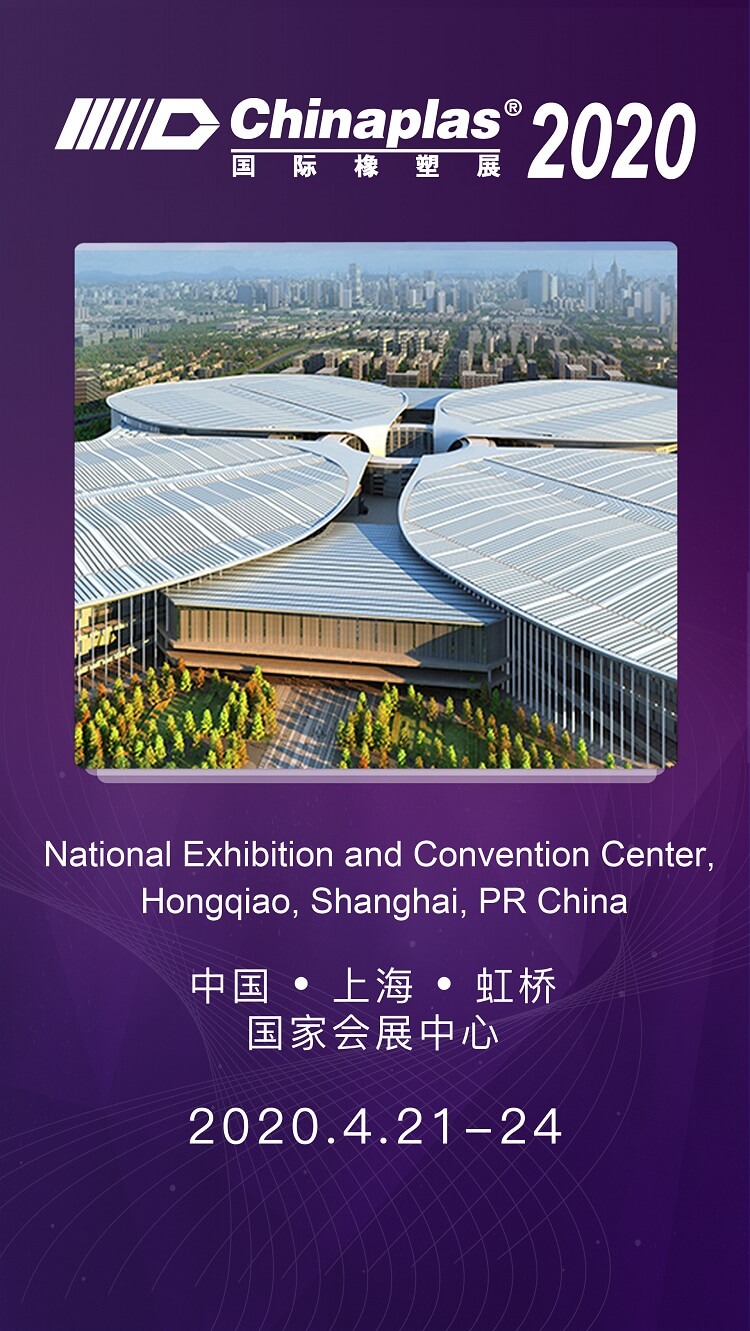 Chinaplas® 2020
国际橡塑展
National Exhibition and Convention Center,
Hongqiao, Shanghai, PR China
中国 • 上海 • 虹桥
国家会展中心
2020.4.21-24